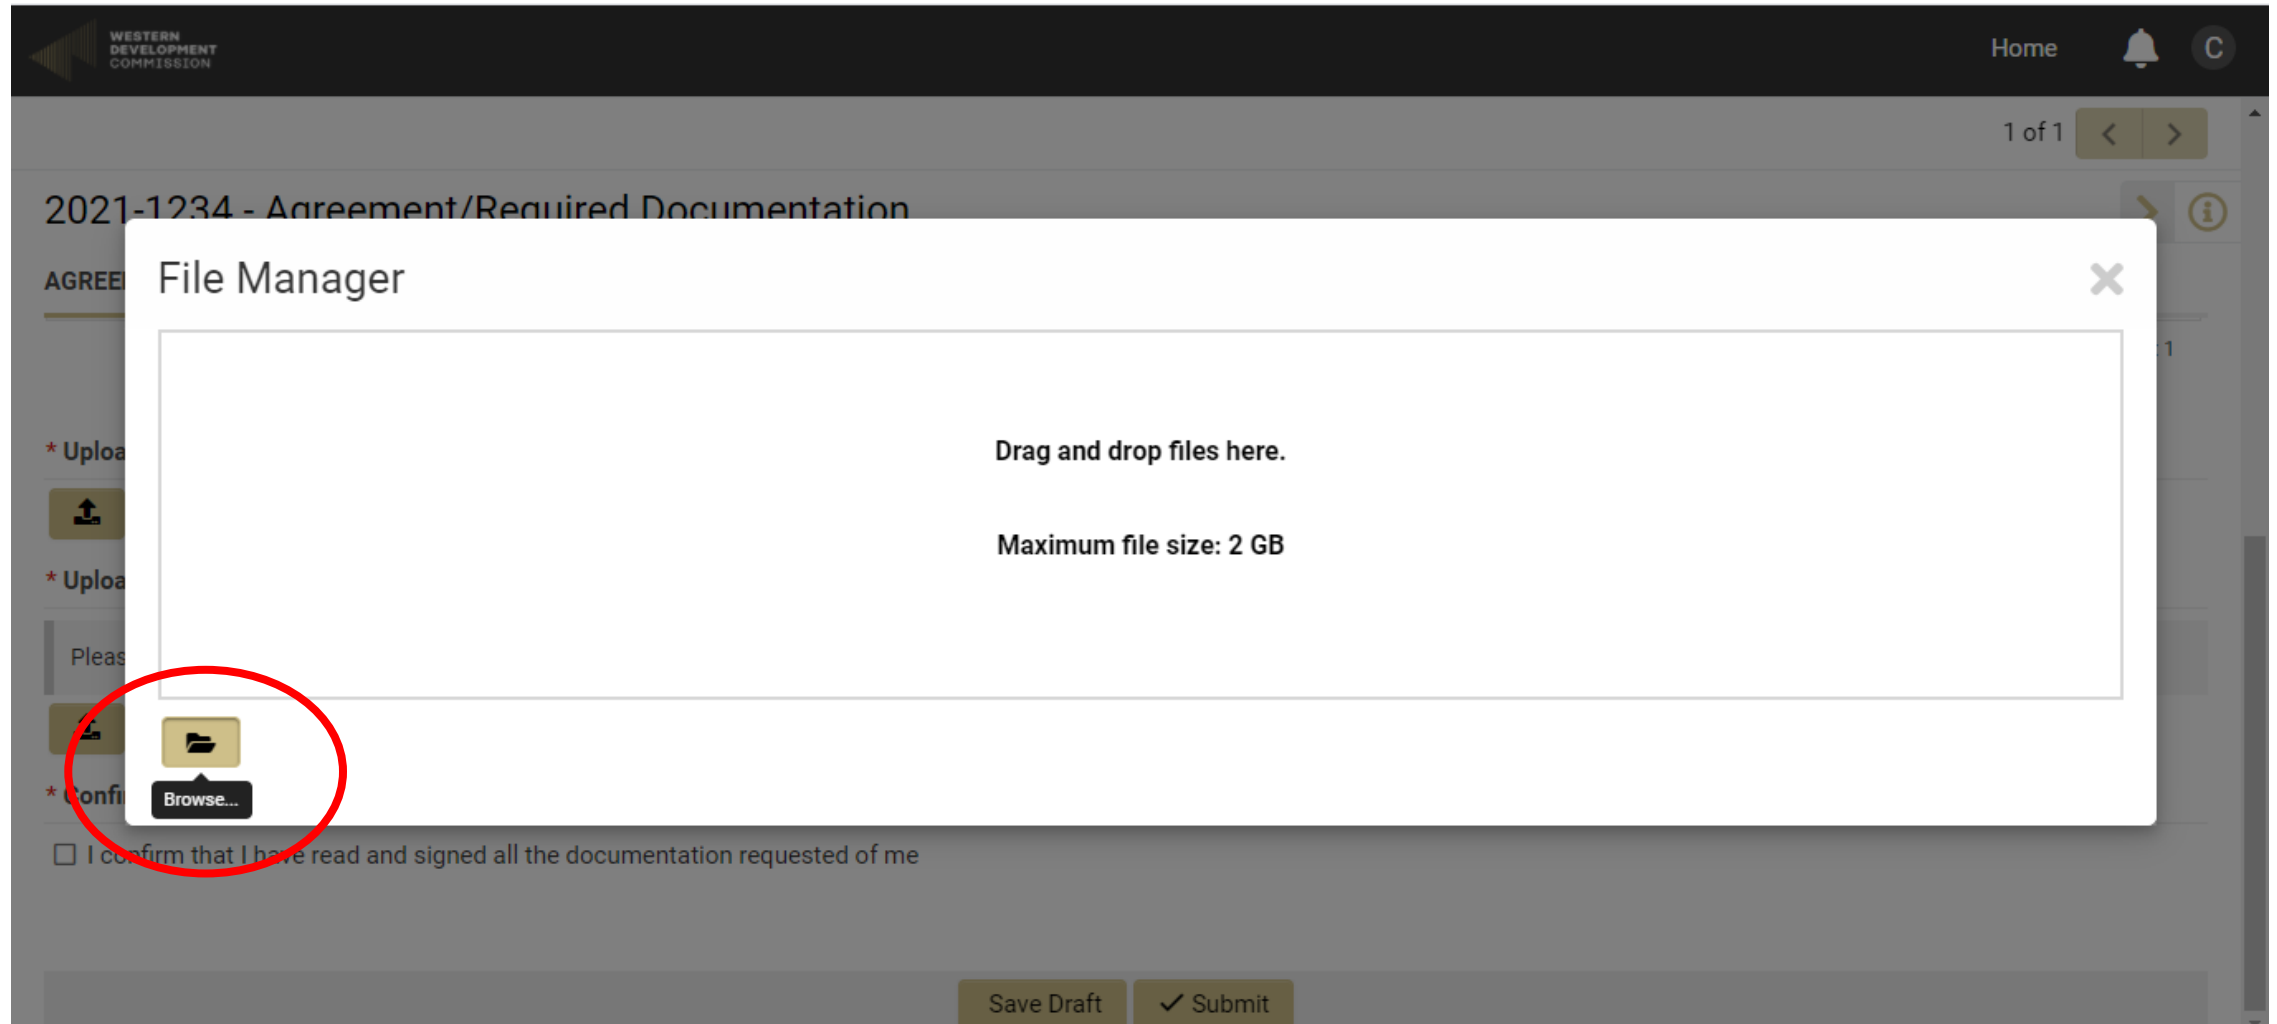 WESTERN
DEVELOPMENT
COMMISSION
Home
C
1 of 1
2021-1234 - Agreement/Required Documentation
AGREE
File Manager
1
Drag and drop files here.
* Uploa
Maximum file size: 2 GB
* Uploa
Pleas
* Confi
Browse...
I confirm that I have read and signed all the documentation requested of me
Save Draft
Submit